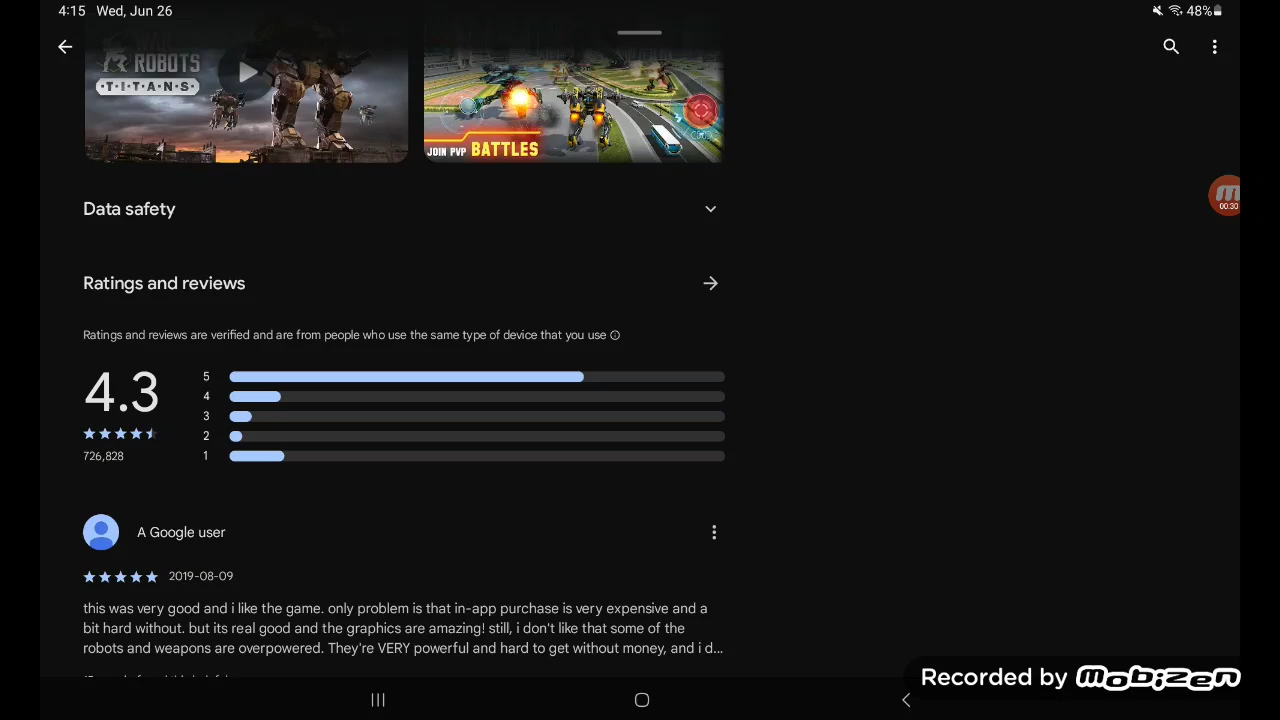 4:15 Wed, Jun 26
48%
ROBOTS
TITANS
JOIN PVP BATTLES
Data safety
00:30
Ratings and reviews
Ratings and reviews are verified and are from people who use the same type of device that you use
4.3
5
4
3
2
726,828
1
A Google user
2019-08-09
this was very good and i like the game. only problem is that in-app purchase is very expensive and a
bit hard without. but its real good and the graphics are amazing! still, i don't like that some of the
robots and weapons are overpowered. They're VERY powerful and hard to get without money, and i d...
Recorded by mobizen